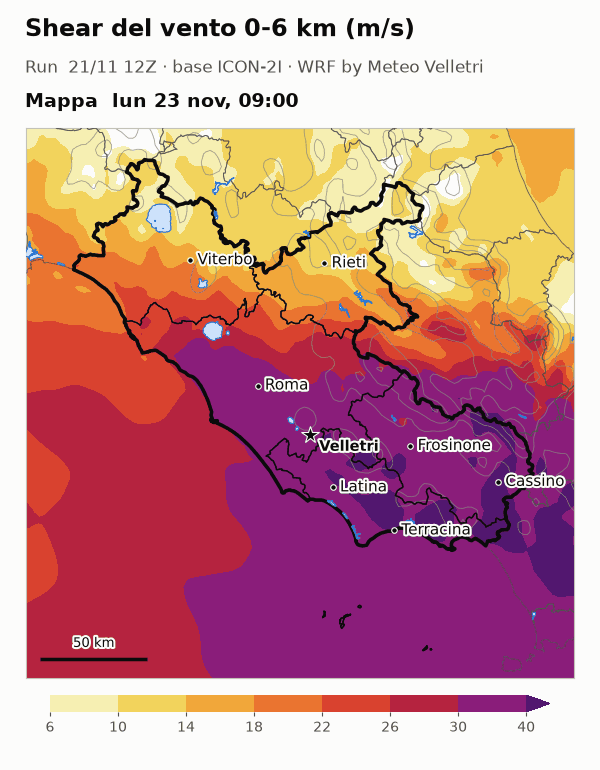 Shear del vento 0-6 km (m/s)
Run 21/11 12Z · base ICON-2I · WRF by Meteo Velletri
Mappa lun 23 nov, 09:00
Viterbo
Rieti
Roma
Velletri
Frosinone
Latina
Cassino
Terracina
50 km
6 10 14 18 22 26 30 40